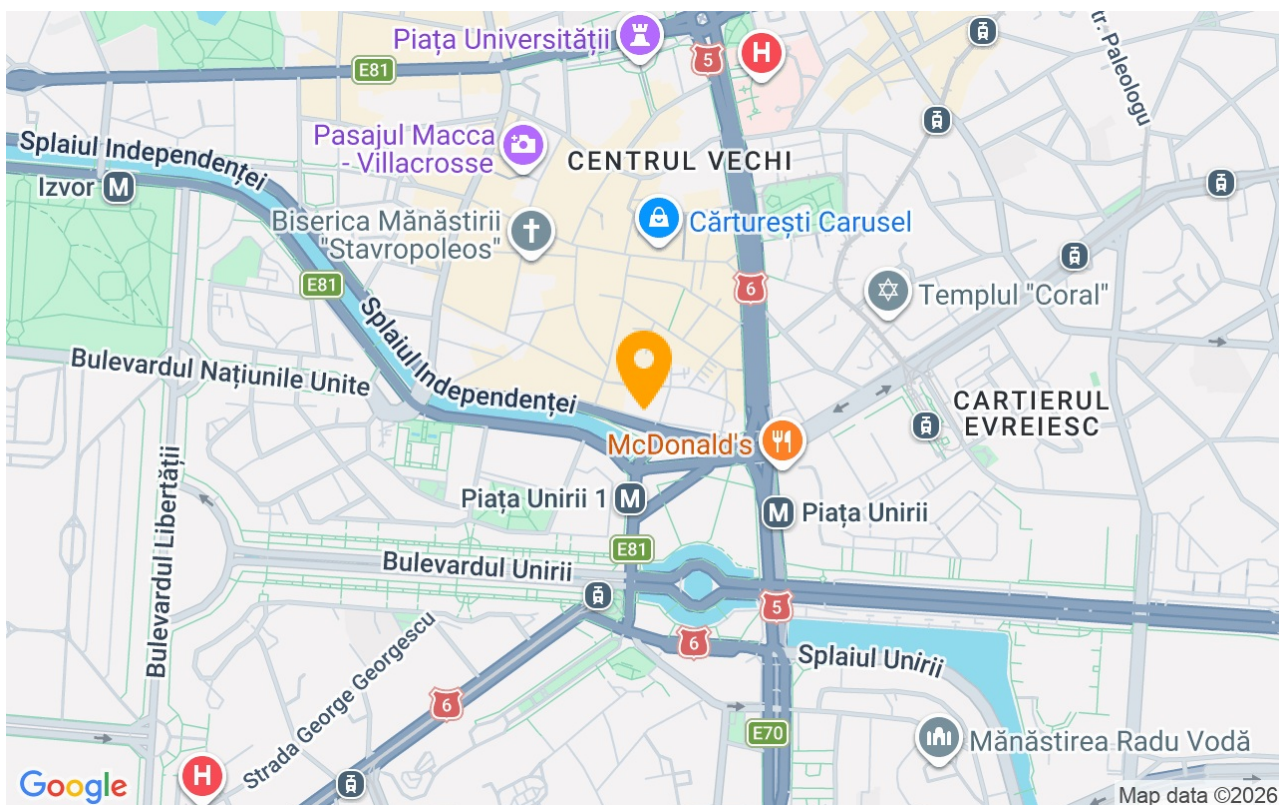 Piața Universității
5
H
tr. Paleologu
E81
Splaiul Independenței
Pasajul Macca
- Villacrosse
CENTRUL VECHI
Izvor M
Biserica Mănăstirii
"Stavropoleos"
Cărturești Carusel
E81
6
Templul "Coral"
Splaiul Independenței
Bulevardul Națiunile Unite
CARTIERUL
EVREIESC
McDonald's
Piața Unirii 1 M
M Piața Unirii
Bulevardul Libertății
E81
Bulevardul Unirii
5
6
Splaiul Unirii
Strada George Georgescu
6
E70
Mănăstirea Radu Vodă
H
Google
Map data ©2026